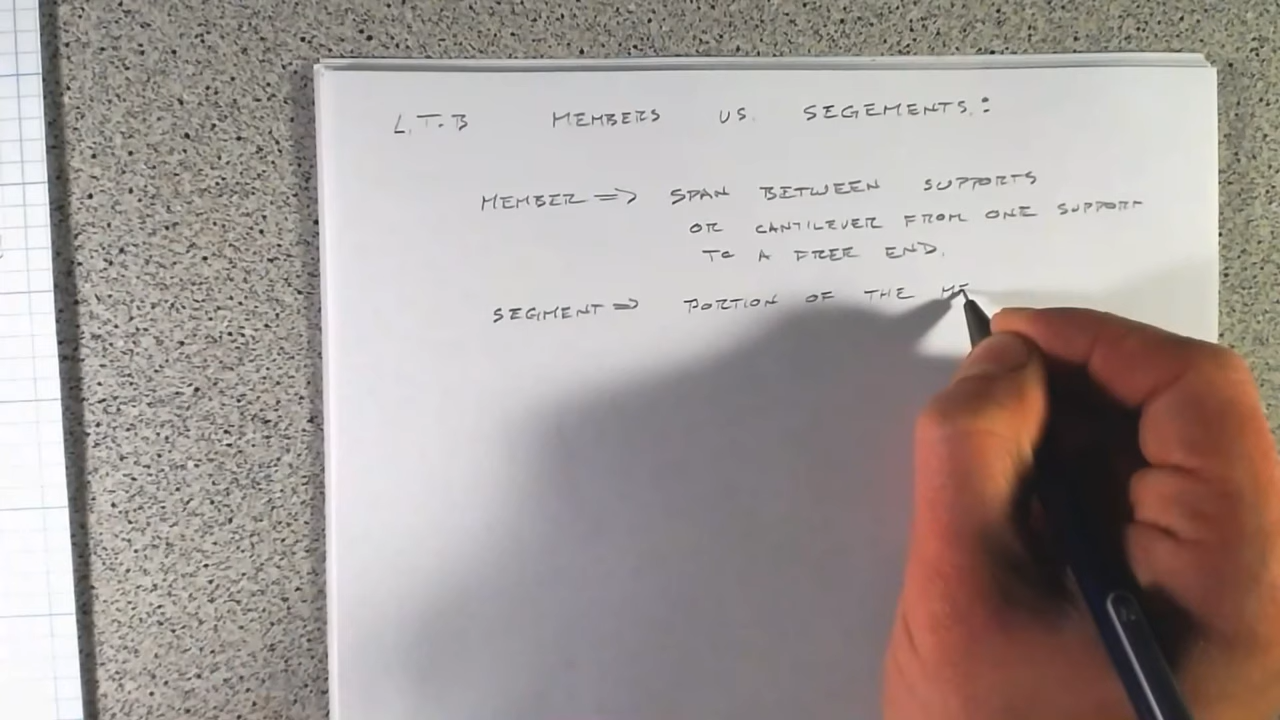 L.T.B MEMBERS VS. SEGEMENTS:
MEMBER ⇒ SPAN BETWEEN SUPPORTS
OR CANTILEVER FROM ONE SUPPORT
TO A FREE END.
SEGMENT ⇒ PORTION OF THE ME